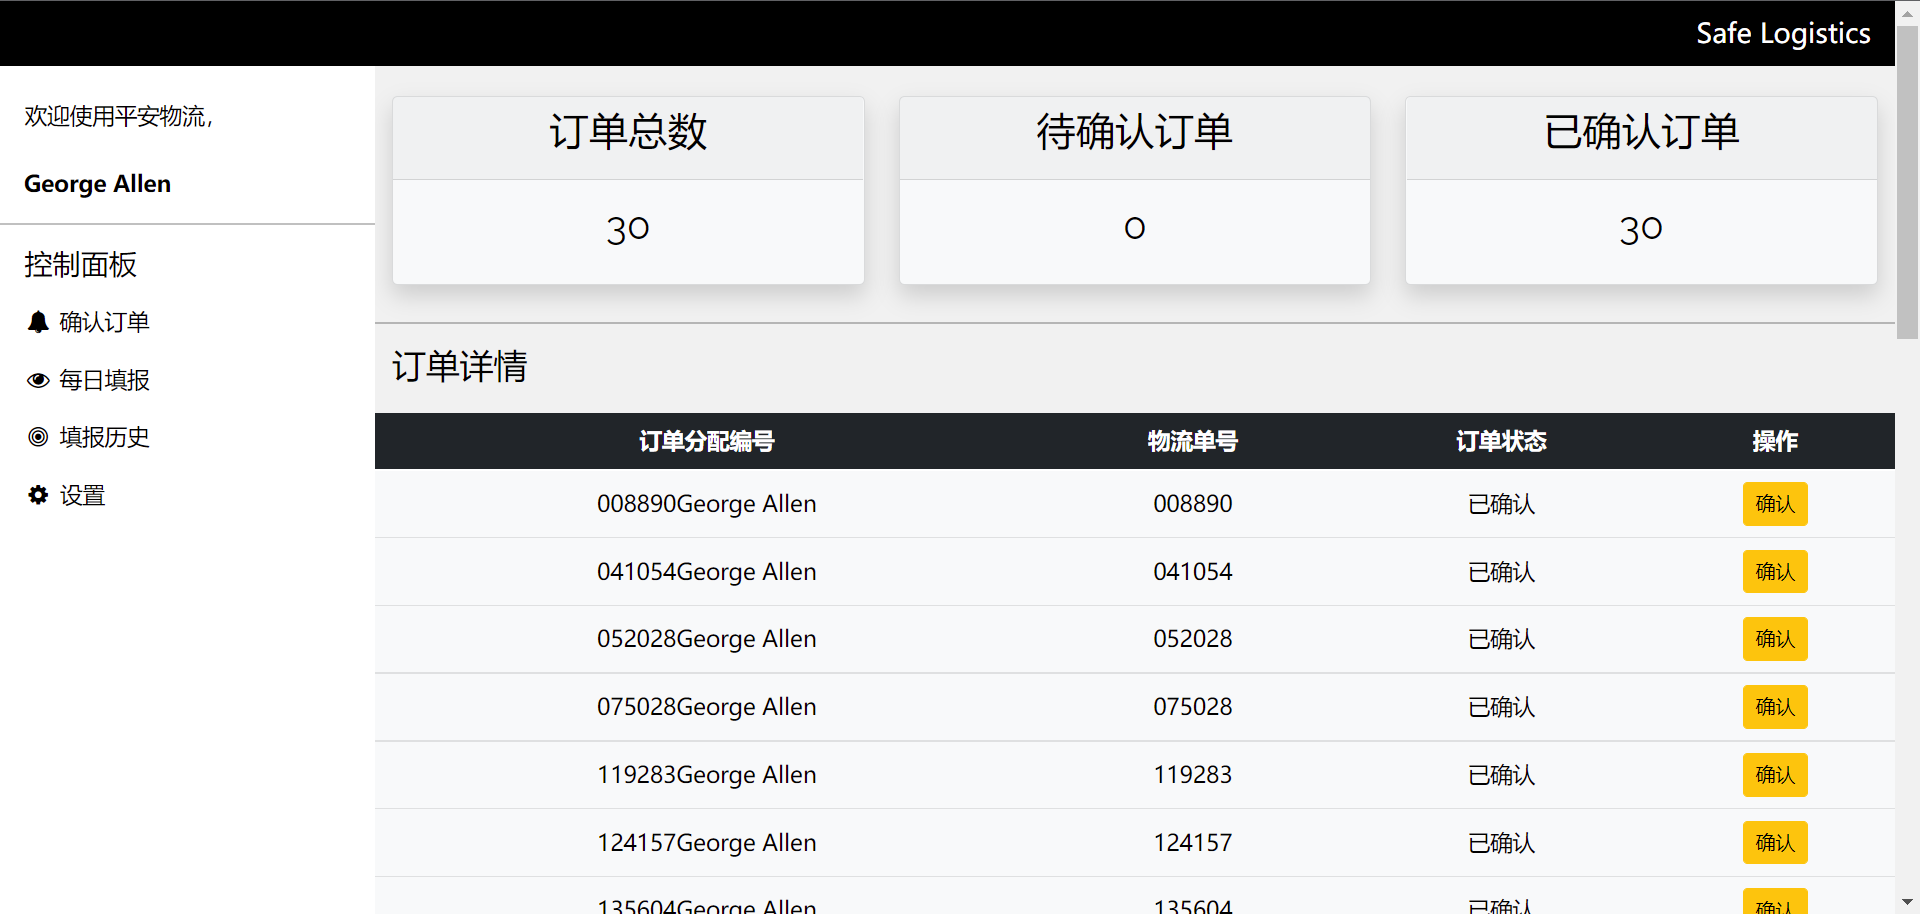 Safe Logistics
欢迎使用平安物流,
George Allen
控制面板
确认订单
每日填报
填报历史
设置
订单总数
30
待确认订单
0
已确认订单
30
订单详情
订单分配编号 物流单号 订单状态 操作
008890George Allen 008890 已确认 确认
041054George Allen 041054 已确认 确认
052028George Allen 052028 已确认 确认
075028George Allen 075028 已确认 确认
119283George Allen 119283 已确认 确认
124157George Allen 124157 已确认 确认
135604George Allen 135604 已确认 确认